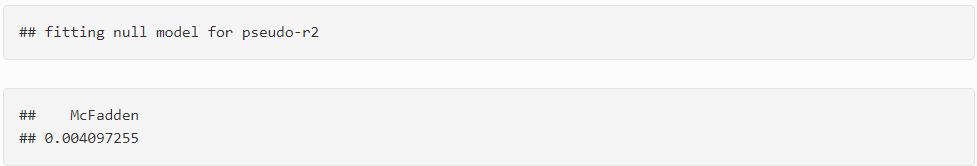 ## fitting null model for pseudo-r2
##    McFadden
## 0.004097255